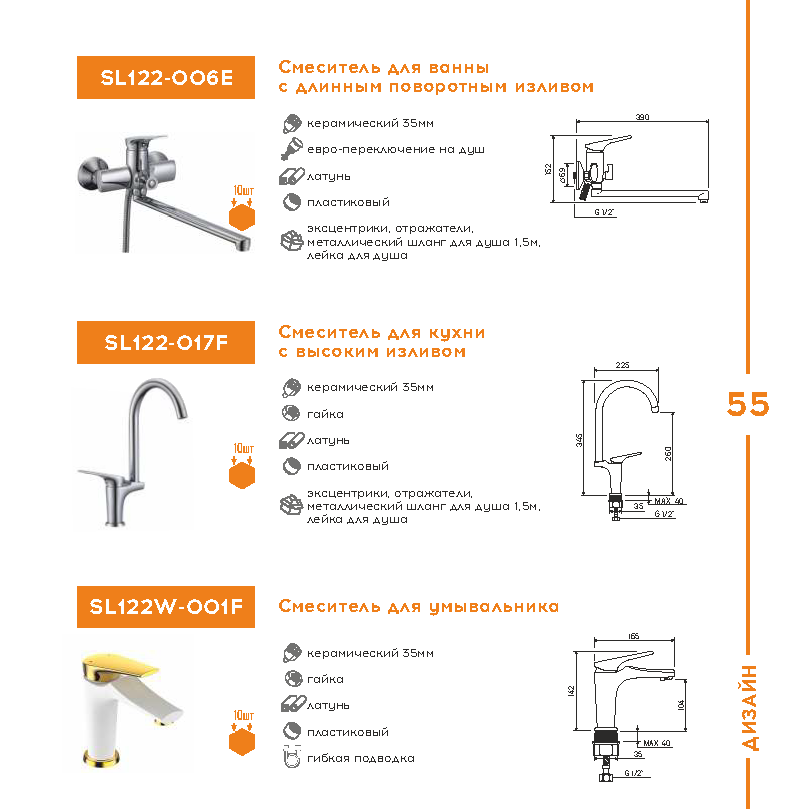 SL122-006E
Смеситель для ванны
с длинным поворотным изливом
керамический 35мм
евро-переключение на душ
латунь
пластиковый
эксцентрики, отражатели,
металлический шланг для душа 1,5м,
лейка для душа
10шт
390
152
⌀69
G 1/2"
SL122-017F
Смеситель для кухни
с высоким изливом
керамический 35мм
гайка
латунь
пластиковый
эксцентрики, отражатели,
металлический шланг для душа 1,5м,
лейка для душа
10шт
225
345
260
MAX 40
35
G 1/2"
55
SL122W-001F
Смеситель для умывальника
керамический 35мм
гайка
латунь
пластиковый
гибкая подводка
10шт
165
142
104
MAX 40
35
G 1/2"
ДИЗАЙН